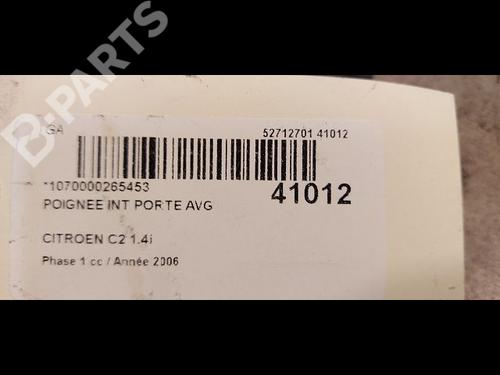 B-PARTS
GA
52712701 41012
*1070000265453
41012
POIGNEE INT PORTE AVG
CITROEN C2 1.4i
Phase 1 cc / Année 2006